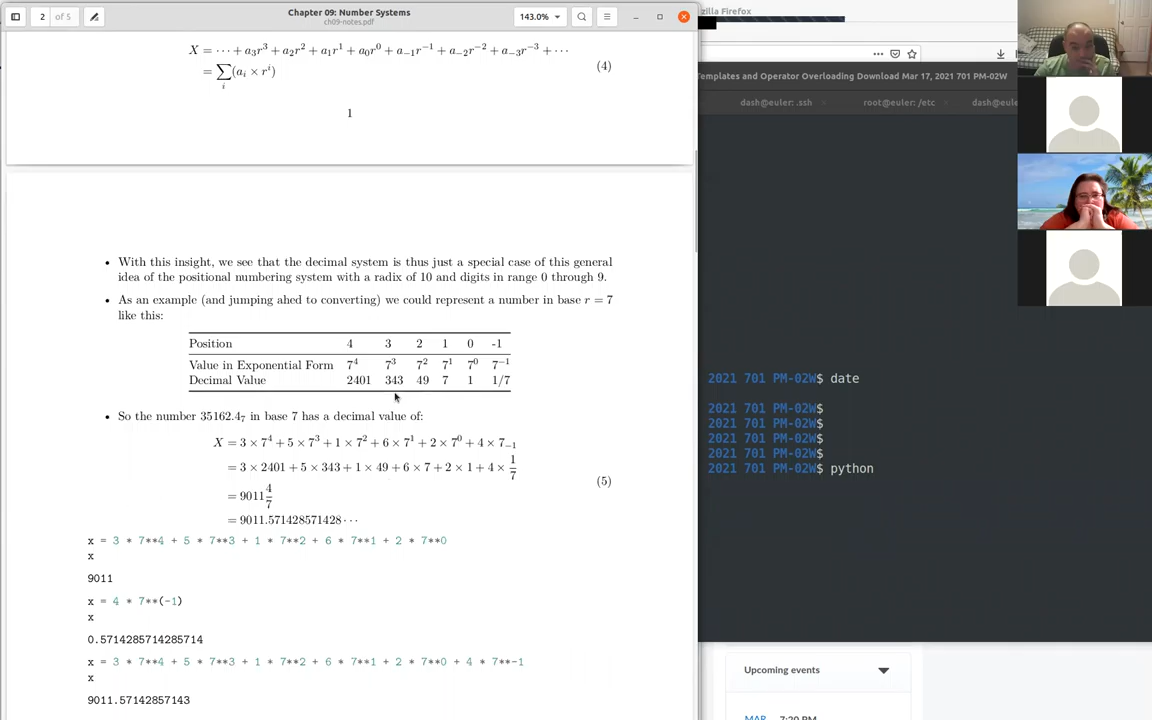 2 of 5
Chapter 09: Number Systems
ch09-notes.pdf
143.0%
X = ··· + a₃r³ + a₂r² + a₁r¹ + a₀r⁰ + a₋₁r⁻¹ + a₋₂r⁻² + a₋₃r⁻³ + ···
= ∑ᵢ(aᵢ × rⁱ)
(4)
1
• With this insight, we see that the decimal system is thus just a special case of this general
idea of the positional numbering system with a radix of 10 and digits in range 0 through 9.
• As an example (and jumping ahed to converting) we could represent a number in base r = 7
like this:
Position 4 3 2 1 0 -1
Value in Exponential Form 7⁴ 7³ 7² 7¹ 7⁰ 7⁻¹
Decimal Value 2401 343 49 7 1 1/7
• So the number 35162.4₇ in base 7 has a decimal value of:
X = 3 × 7⁴ + 5 × 7³ + 1 × 7² + 6 × 7¹ + 2 × 7⁰ + 4 × 7₋₁
= 3 × 2401 + 5 × 343 + 1 × 49 + 6 × 7 + 2 × 1 + 4 × 1/7
= 9011 4/7
= 9011.571428571428···
(5)
x = 3 * 7**4 + 5 * 7**3 + 1 * 7**2 + 6 * 7**1 + 2 * 7**0
x
9011
x = 4 * 7**(-1)
x
0.5714285714285714
x = 3 * 7**4 + 5 * 7**3 + 1 * 7**2 + 6 * 7**1 + 2 * 7**0 + 4 * 7**-1
x
9011.57142857143
Firefox
Templates and Operator Overloading Download Mar 17, 2021 701 PM-02W
dash@euler: .ssh
root@euler: /etc
dash@eule
2021 701 PM-02W$ date
2021 701 PM-02W$
2021 701 PM-02W$
2021 701 PM-02W$
2021 701 PM-02W$
2021 701 PM-02W$ python
Upcoming events
MAR
7:20 PM